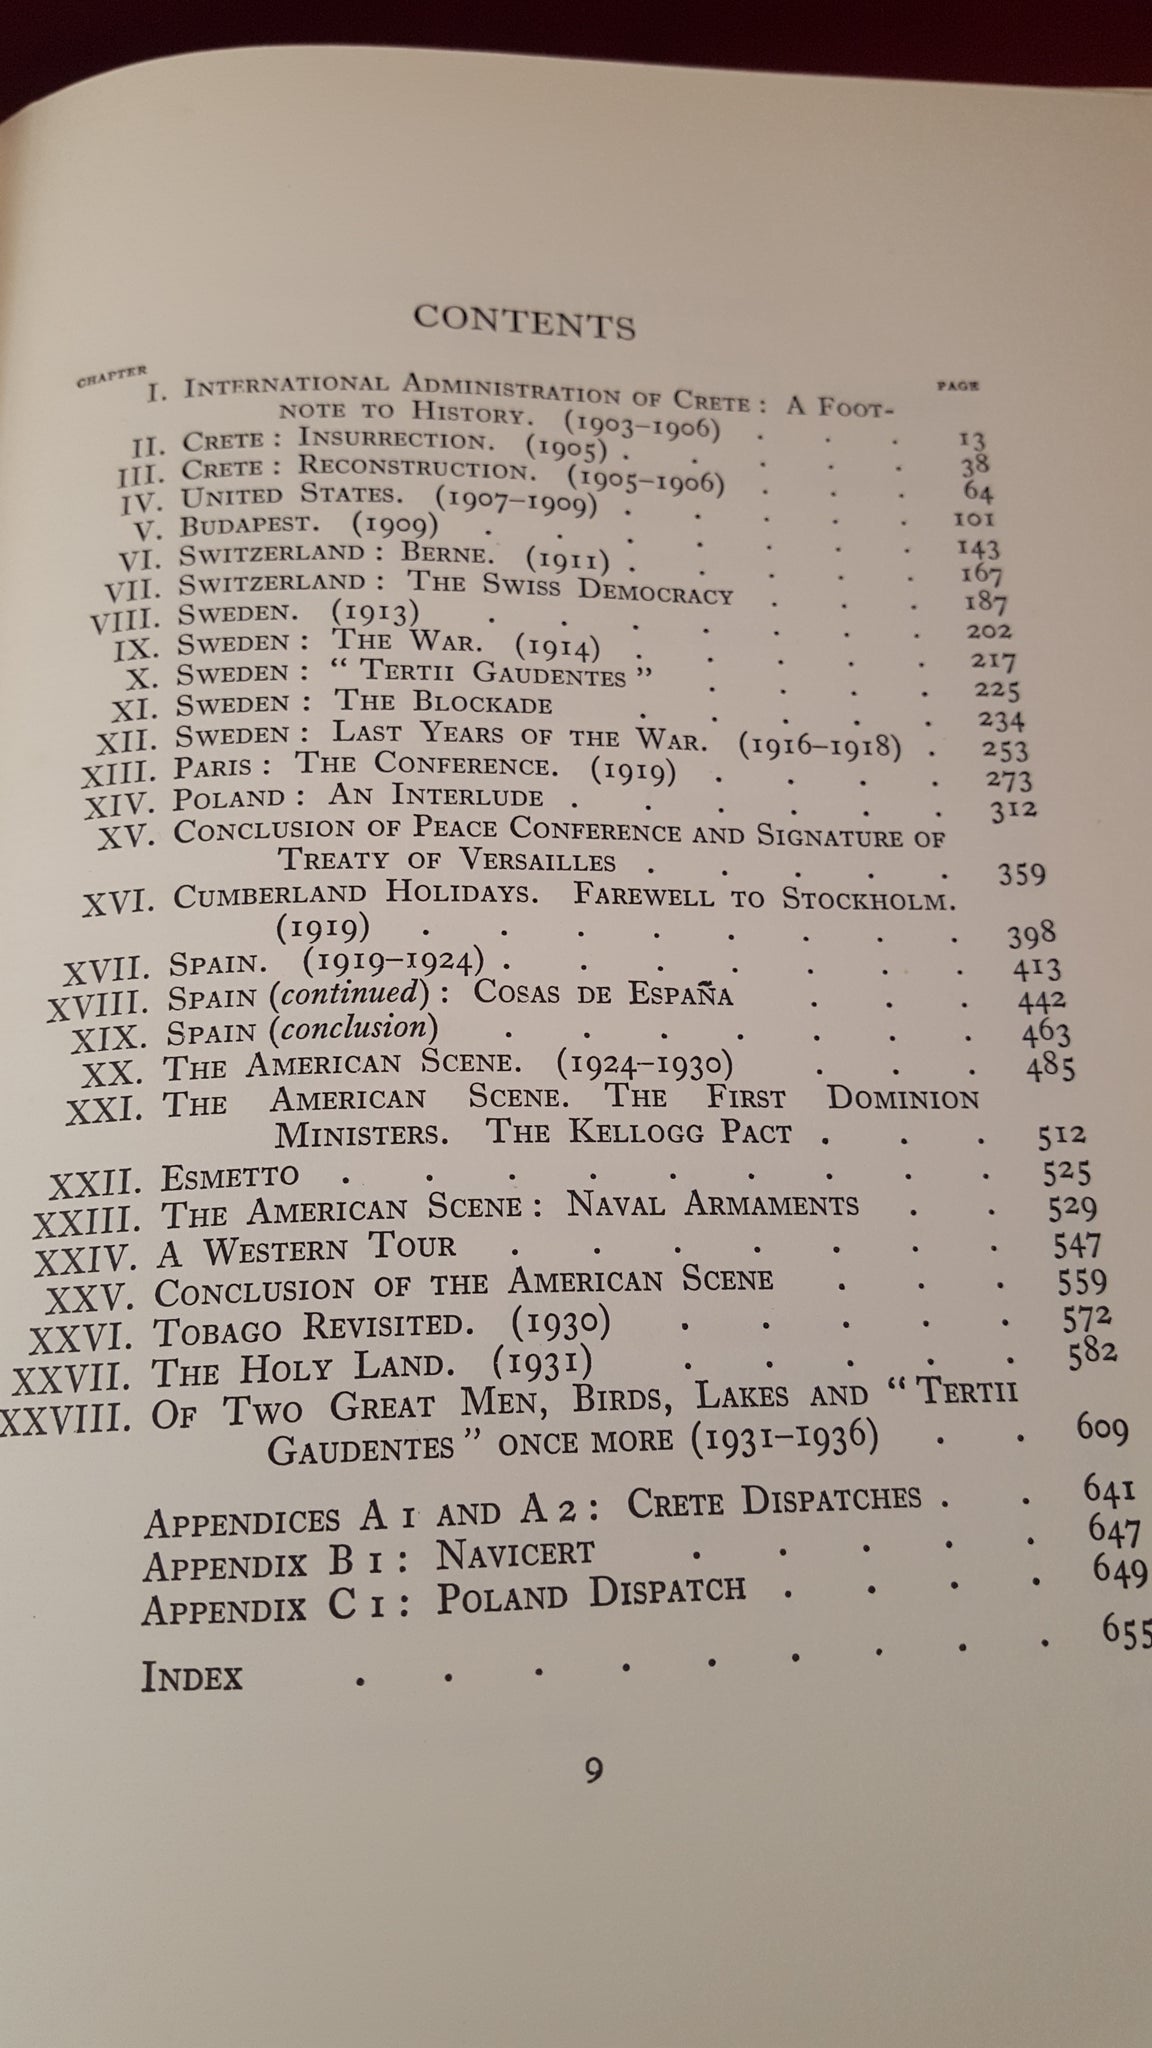 CONTENTS
CHAPTER PAGE
I. INTERNATIONAL ADMINISTRATION OF CRETE : A FOOT-
NOTE TO HISTORY. (1903–1906) . . . 13
II. CRETE : INSURRECTION. (1905) . . . . . 38
III. CRETE : RECONSTRUCTION. (1905–1906) . . . 64
IV. UNITED STATES. (1907–1909) . . . . . 101
V. BUDAPEST. (1909) . . . . . . . 143
VI. SWITZERLAND : BERNE. (1911) . . . . . 167
VII. SWITZERLAND : THE SWISS DEMOCRACY . . . 187
VIII. SWEDEN. (1913) . . . . . . . 202
IX. SWEDEN : THE WAR. (1914) . . . . . 217
X. SWEDEN : “ TERTII GAUDENTES ” . . . . 225
XI. SWEDEN : THE BLOCKADE . . . . . 234
XII. SWEDEN : LAST YEARS OF THE WAR. (1916–1918) . 253
XIII. PARIS : THE CONFERENCE. (1919) . . . . 273
XIV. POLAND : AN INTERLUDE . . . . . . 312
XV. CONCLUSION OF PEACE CONFERENCE AND SIGNATURE OF
TREATY OF VERSAILLES . . . . . 359
XVI. CUMBERLAND HOLIDAYS. FAREWELL TO STOCKHOLM.
(1919) . . . . . . . . 398
XVII. SPAIN. (1919–1924) . . . . . . . 413
XVIII. SPAIN (continued) : COSAS DE ESPAÑA . . . 442
XIX. SPAIN (conclusion) . . . . . . . 463
XX. THE AMERICAN SCENE. (1924–1930) . . . 485
XXI. THE AMERICAN SCENE. THE FIRST DOMINION
MINISTERS. THE KELLOGG PACT . . . 512
XXII. ESMETTO . . . . . . . . . 525
XXIII. THE AMERICAN SCENE : NAVAL ARMAMENTS . . 529
XXIV. A WESTERN TOUR . . . . . . . 547
XXV. CONCLUSION OF THE AMERICAN SCENE . . . 559
XXVI. TOBAGO REVISITED. (1930) . . . . . 572
XXVII. THE HOLY LAND. (1931) . . . . . 582
XXVIII. OF TWO GREAT MEN, BIRDS, LAKES AND “ TERTII
GAUDENTES ” ONCE MORE (1931–1936) . . 609
APPENDICES A 1 AND A 2 : CRETE DISPATCHES . . 641
APPENDIX B 1 : NAVICERT . . . . . 647
APPENDIX C 1 : POLAND DISPATCH . . . . 649
INDEX . . . . . . . . . 655
9